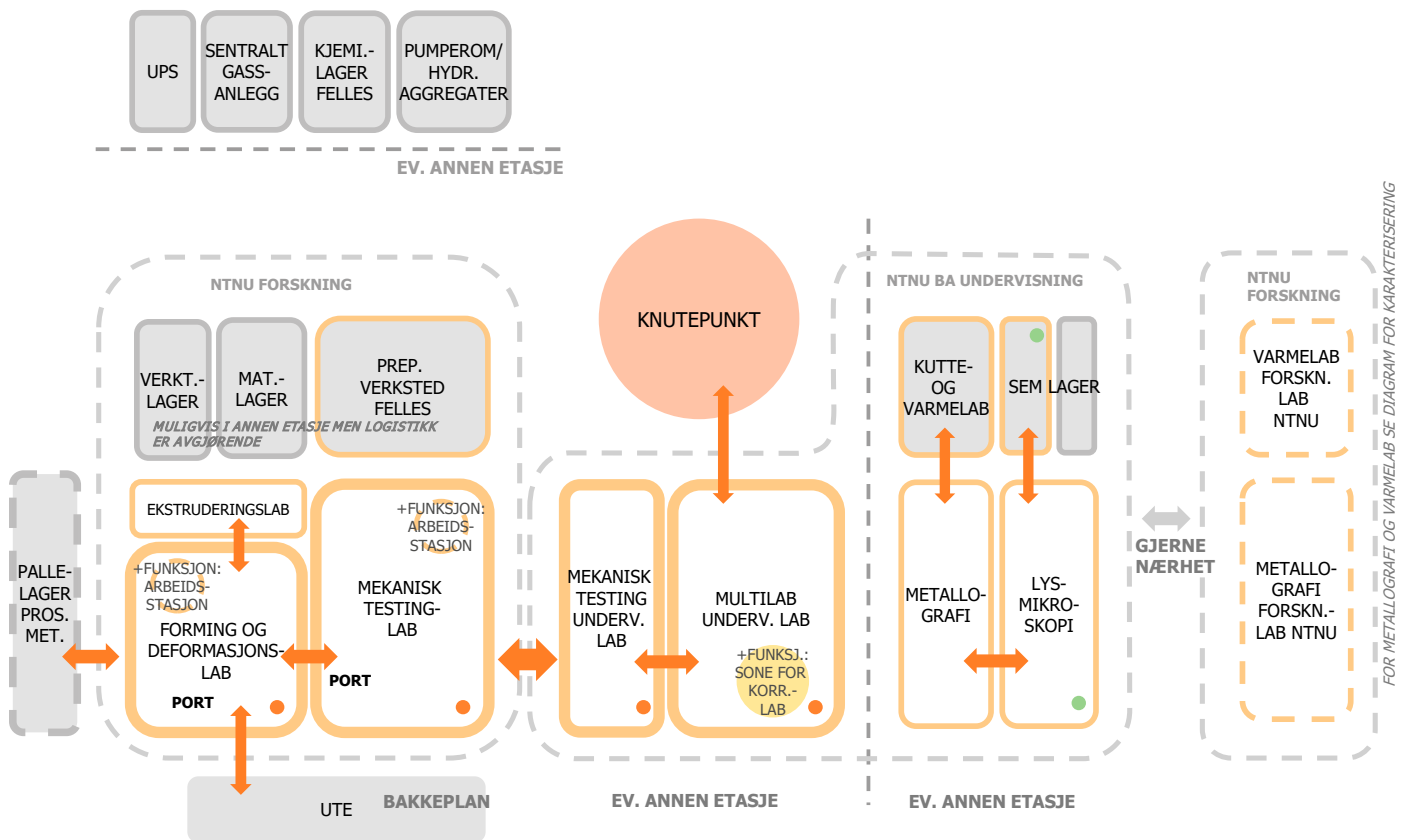 UPS
SENTRALT
GASS-
ANLEGG
KJEMI.-
LAGER
FELLES
PUMPEROM/
HYDR.
AGGREGATER
EV. ANNEN ETASJE
NTNU FORSKNING
VERKT.-
LAGER
MAT.-
LAGER
PREP.
VERKSTED
FELLES
MULIGVIS I ANNEN ETASJE MEN LOGISTIKK
ER AVGJØRENDE
PALLE-
LAGER
PROS.
MET.
EKSTRUDERINGSLAB
+FUNKSJON:
ARBEIDS-
STASJON
FORMING OG
DEFORMASJONS-
LAB
PORT
+FUNKSJON:
ARBEIDS-
STASJON
MEKANISK
TESTING-
LAB
PORT
UTE
BAKKEPLAN
KNUTEPUNKT
MEKANISK
TESTING
UNDERV.
LAB
MULTILAB
UNDERV. LAB
+FUNKSJ.:
SONE FOR
KORR.-
LAB
EV. ANNEN ETASJE
NTNU BA UNDERVISNING
KUTTE-
OG
VARMELAB
SEM
LAGER
METALLO-
GRAFI
LYS-
MIKRO-
SKOPI
EV. ANNEN ETASJE
GJERNE
NÆRHET
NTNU
FORSKNING
VARMELAB
FORSKN.
LAB
NTNU
METALLO-
GRAFI
FORSKN.-
LAB NTNU
FOR METALLOGRAFI OG VARMELAB SE DIAGRAM FOR KARAKTERISERING